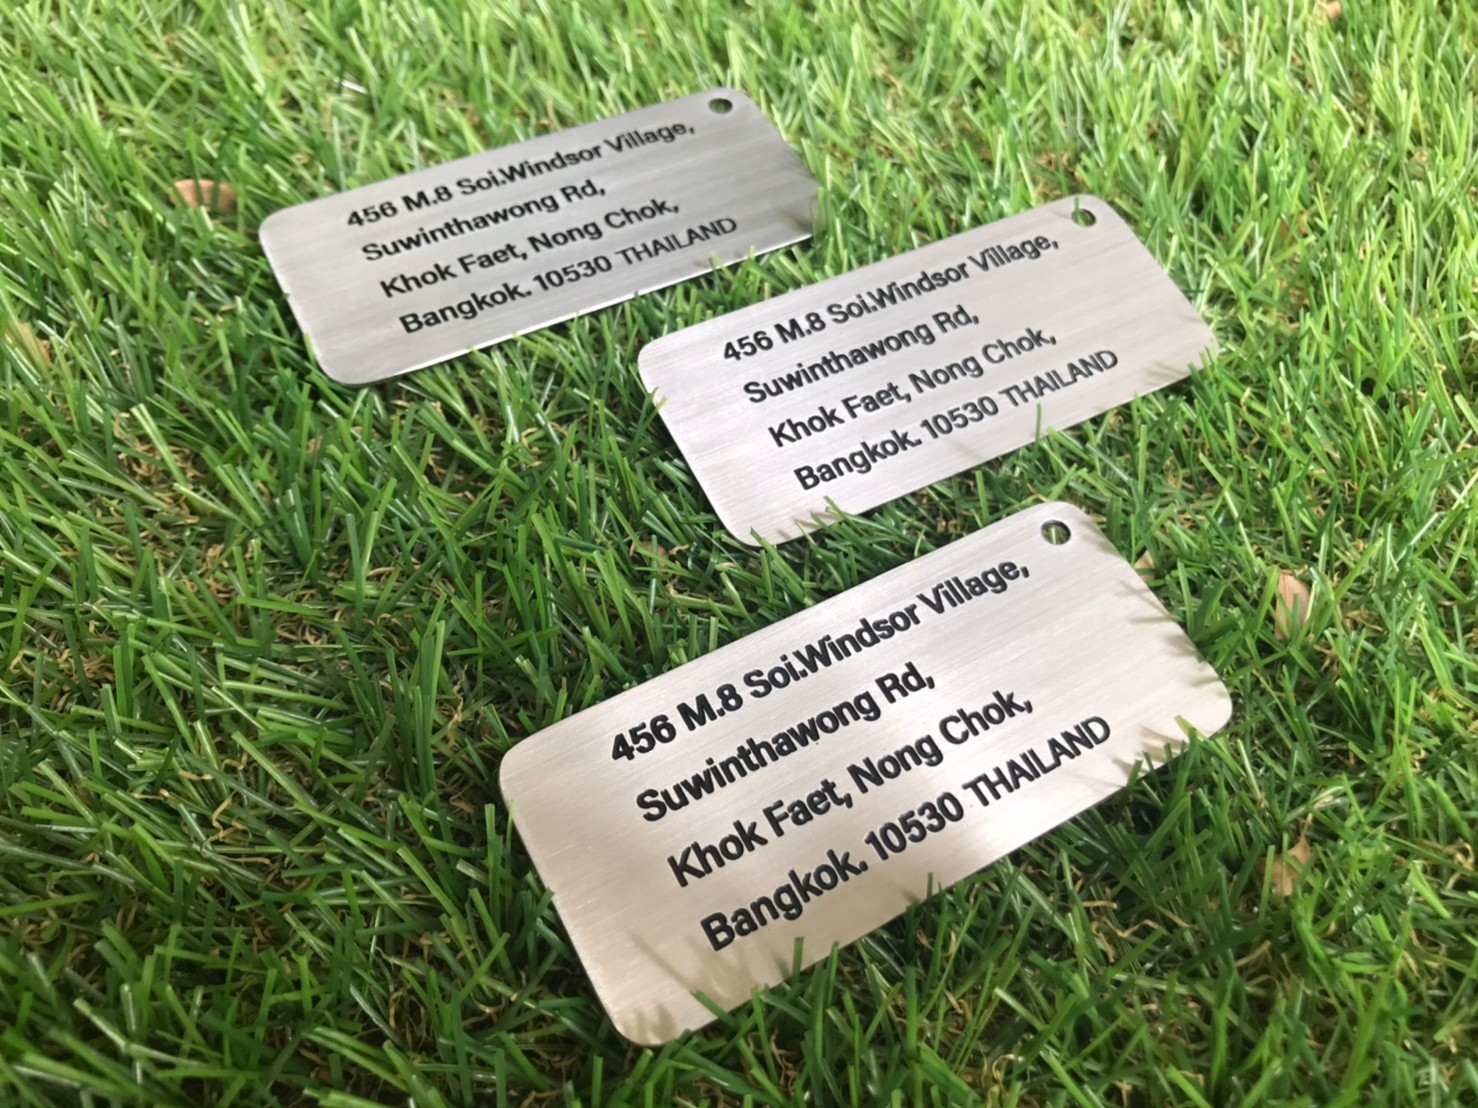 456 M.8 Soi.Windsor Village,
Suwinthawong Rd,
Khok Faet, Nong Chok,
Bangkok. 10530 THAILAND
456 M.8 Soi.Windsor Village,
Suwinthawong Rd,
Khok Faet, Nong Chok,
Bangkok. 10530 THAILAND
456 M.8 Soi.Windsor Village,
Suwinthawong Rd,
Khok Faet, Nong Chok,
Bangkok. 10530 THAILAND